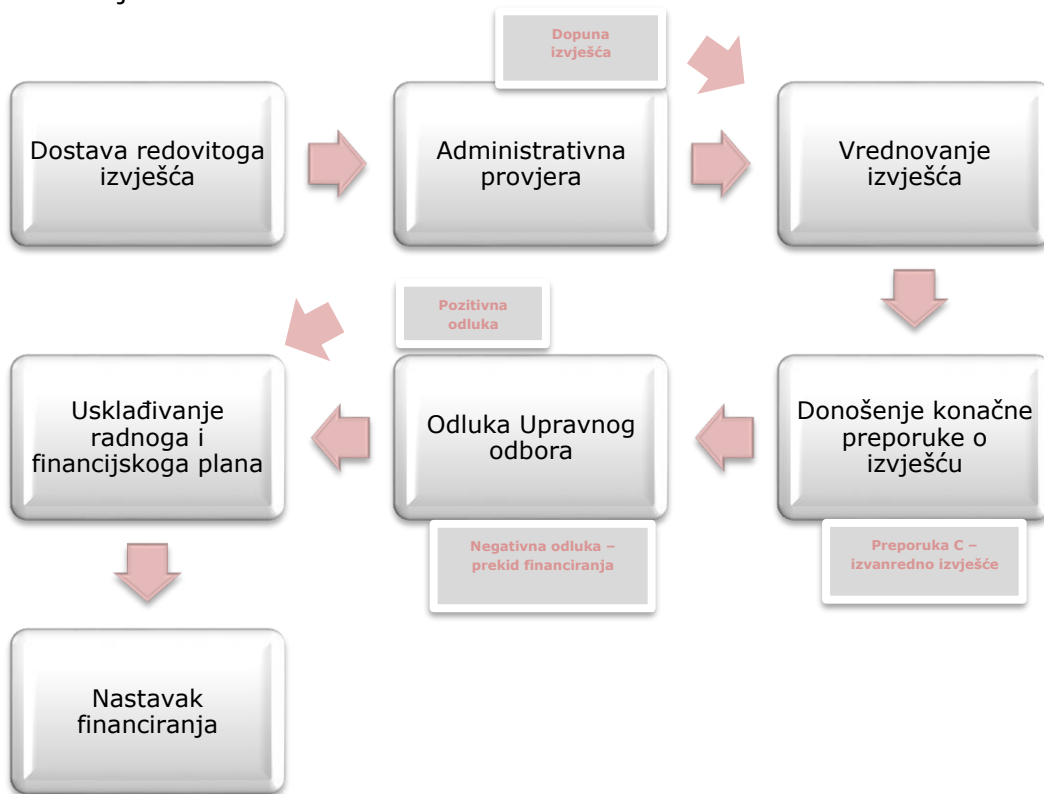 Dopuna
izvješća
Dostava redovitoga
izvješća
Administrativna
provjera
Vrednovanje
izvješća
Pozitivna
odluka
Usklađivanje
radnoga i
financijskoga plana
Odluka Upravnog
odbora
Donošenje konačne
preporuke o
izvješću
Negativna odluka –
prekid financiranja
Preporuka C –
izvanredno izvješće
Nastavak
financiranja